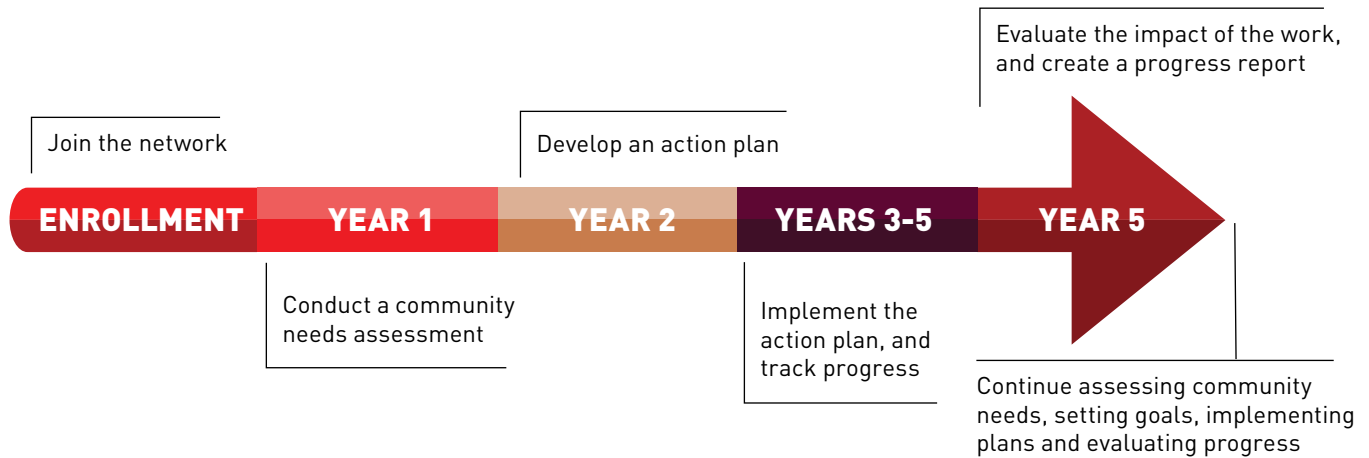 Evaluate the impact of the work,
and create a progress report
Join the network
Develop an action plan
ENROLLMENT
YEAR 1
YEAR 2
YEARS 3-5
YEAR 5
Conduct a community
needs assessment
Implement the
action plan, and
track progress
Continue assessing community
needs, setting goals, implementing
plans and evaluating progress